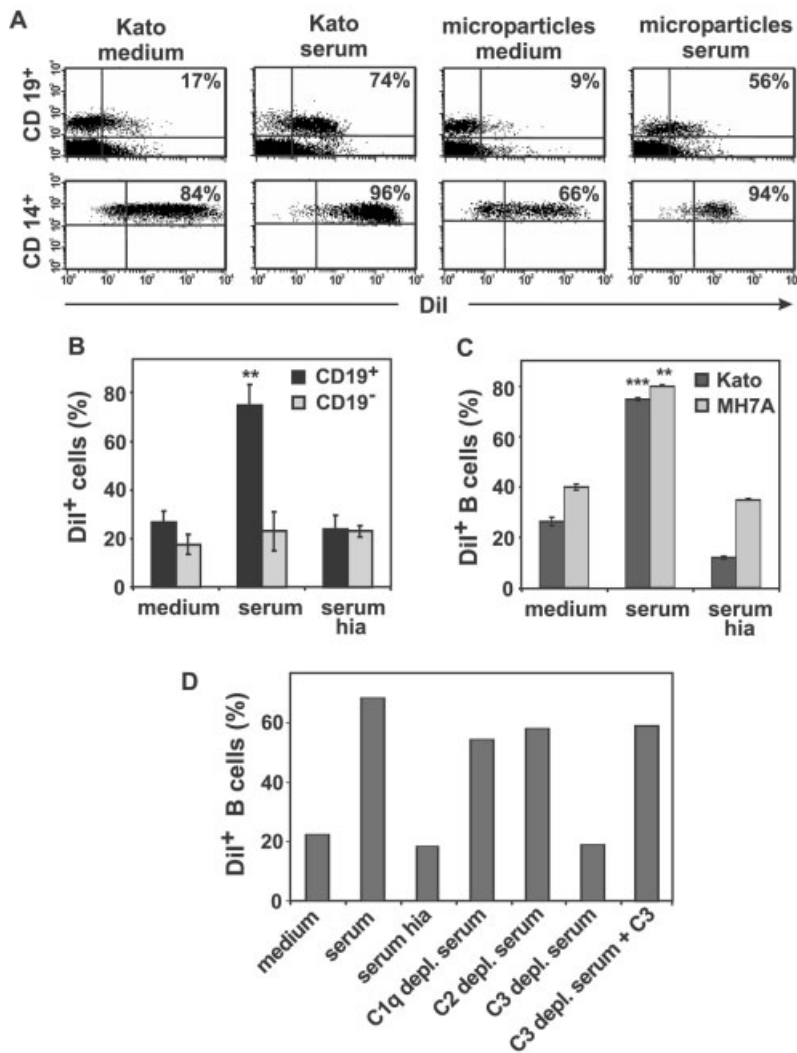 A
Kato
medium
Kato
serum
microparticles
medium
microparticles
serum
CD 19+
17%
74%
9%
56%
CD 14+
84%
96%
66%
94%
DiI
B
DiI+ cells (%)
80
60
40
20
0
**
CD19+
CD19-
medium
serum
serum
hia
C
DiI+ B cells (%)
80
60
40
20
0
*** **
Kato
MH7A
medium
serum
serum
hia
D
DiI+ B cells (%)
60
40
20
0
medium
serum
serum hia
C1q depl. serum
C2 depl. serum
C3 depl. serum
C3 depl. serum + C3